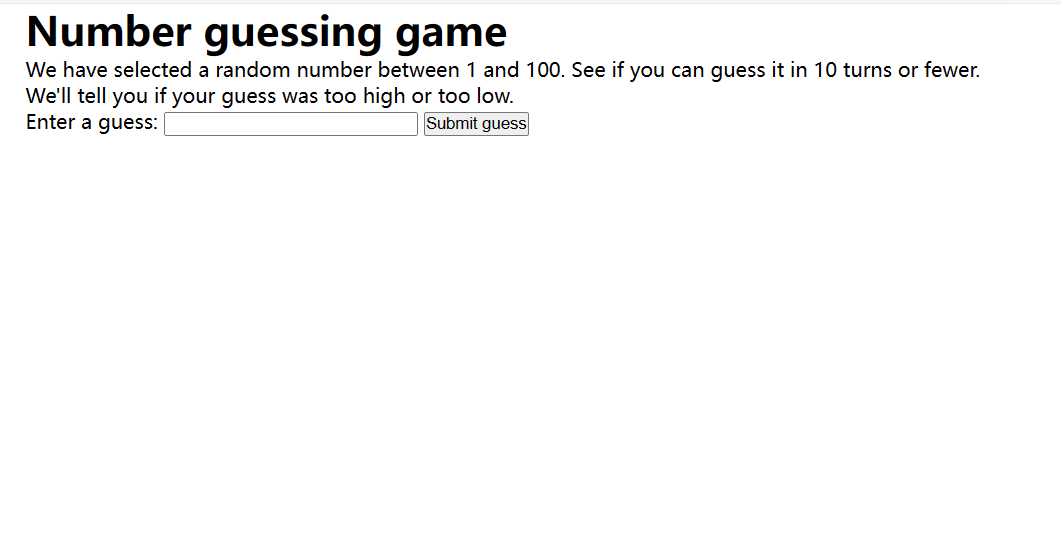 Number guessing game
We have selected a random number between 1 and 100. See if you can guess it in 10 turns or fewer.
We'll tell you if your guess was too high or too low.
Enter a guess: Submit guess